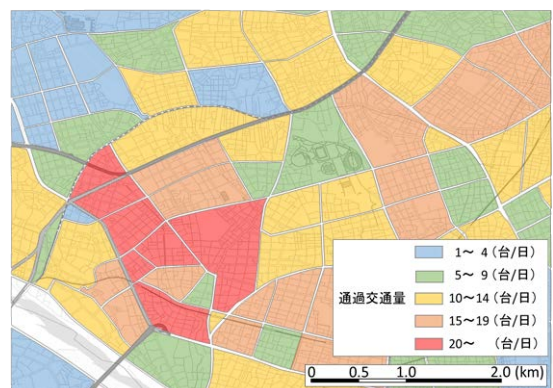 通過交通量
1～ 4 (台/日)
5～ 9 (台/日)
10～14 (台/日)
15～19 (台/日)
20～ (台/日)
0 0.5 1.0 2.0 (km)